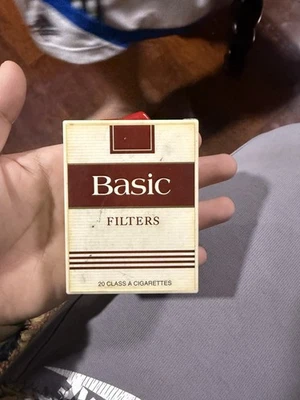 Basic
FILTERS
20 CLASS A CIGARETTES